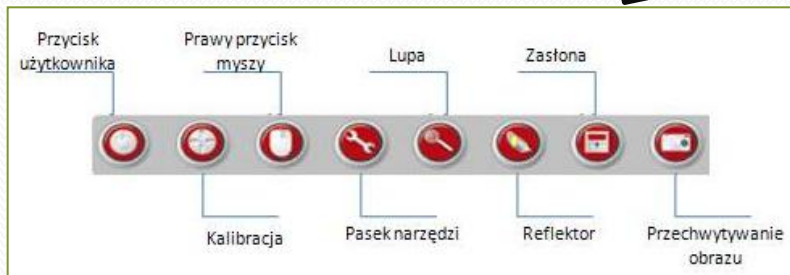 Przycisk
użytkownika
Prawy przycisk
myszy
Lupa
Zasłona
Kalibracja
Pasek narzędzi
Reflektor
Przechwytywanie
obrazu